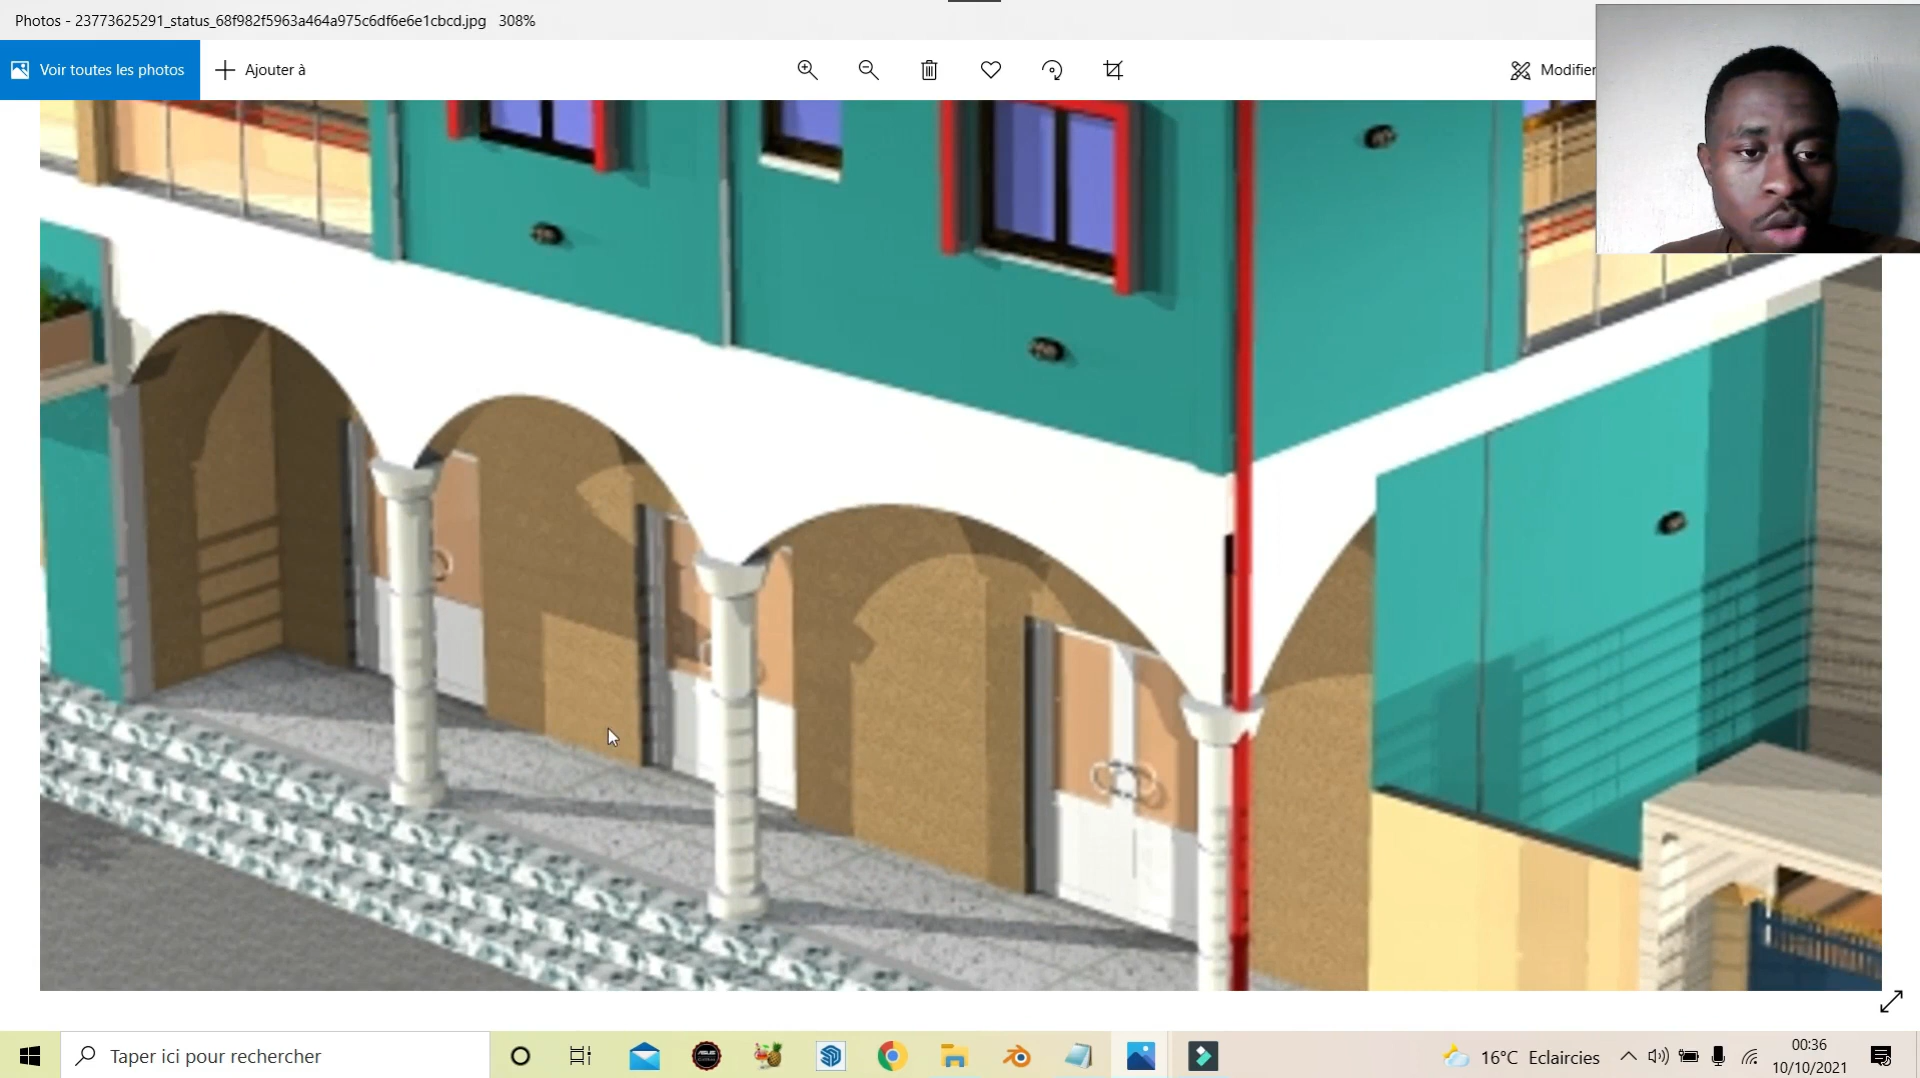 Photos - 23773625291_status_68f982f5963a464a975c6df6e6e1cbcd.jpg 308%
Voir toutes les photos
Ajouter à
Modifier
Taper ici pour rechercher
16°C Eclaircies
00:36
10/10/2021